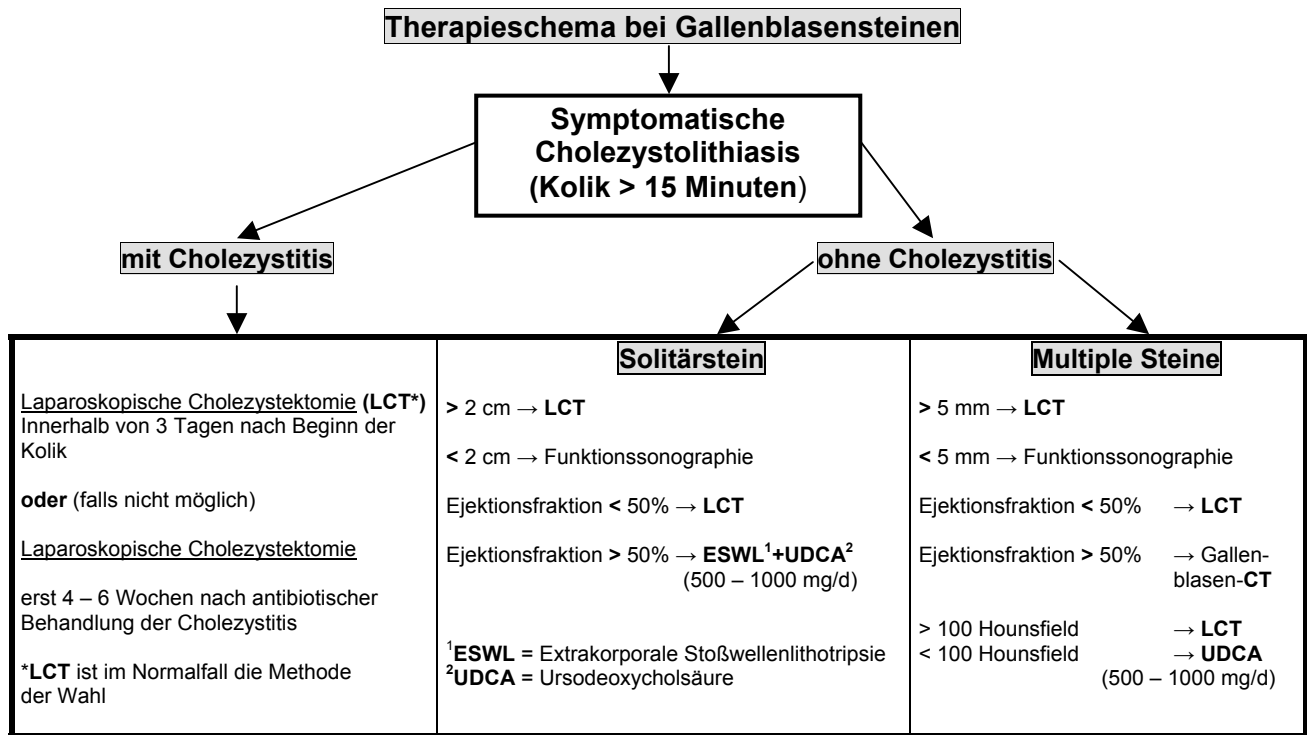 Therapieschema bei Gallenblasensteinen
Symptomatische
Cholezystolithiasis
(Kolik > 15 Minuten)
mit Cholezystitis
ohne Cholezystitis
Laparoskopische Cholezystektomie (LCT*)
Innerhalb von 3 Tagen nach Beginn der
Kolik
oder (falls nicht möglich)
Laparoskopische Cholezystektomie
erst 4 – 6 Wochen nach antibiotischer
Behandlung der Cholezystitis
*LCT ist im Normalfall die Methode
der Wahl
Solitärstein
> 2 cm → LCT
< 2 cm → Funktionssonographie
Ejektionsfraktion < 50% → LCT
Ejektionsfraktion > 50% → ESWL¹+UDCA²
(500 – 1000 mg/d)
¹ESWL = Extrakorporale Stoßwellenlithotripsie
²UDCA = Ursodeoxycholsäure
Multiple Steine
> 5 mm → LCT
< 5 mm → Funktionssonographie
Ejektionsfraktion < 50% → LCT
Ejektionsfraktion > 50% → Gallen-
blasen-CT
> 100 Hounsfield → LCT
< 100 Hounsfield → UDCA
(500 – 1000 mg/d)